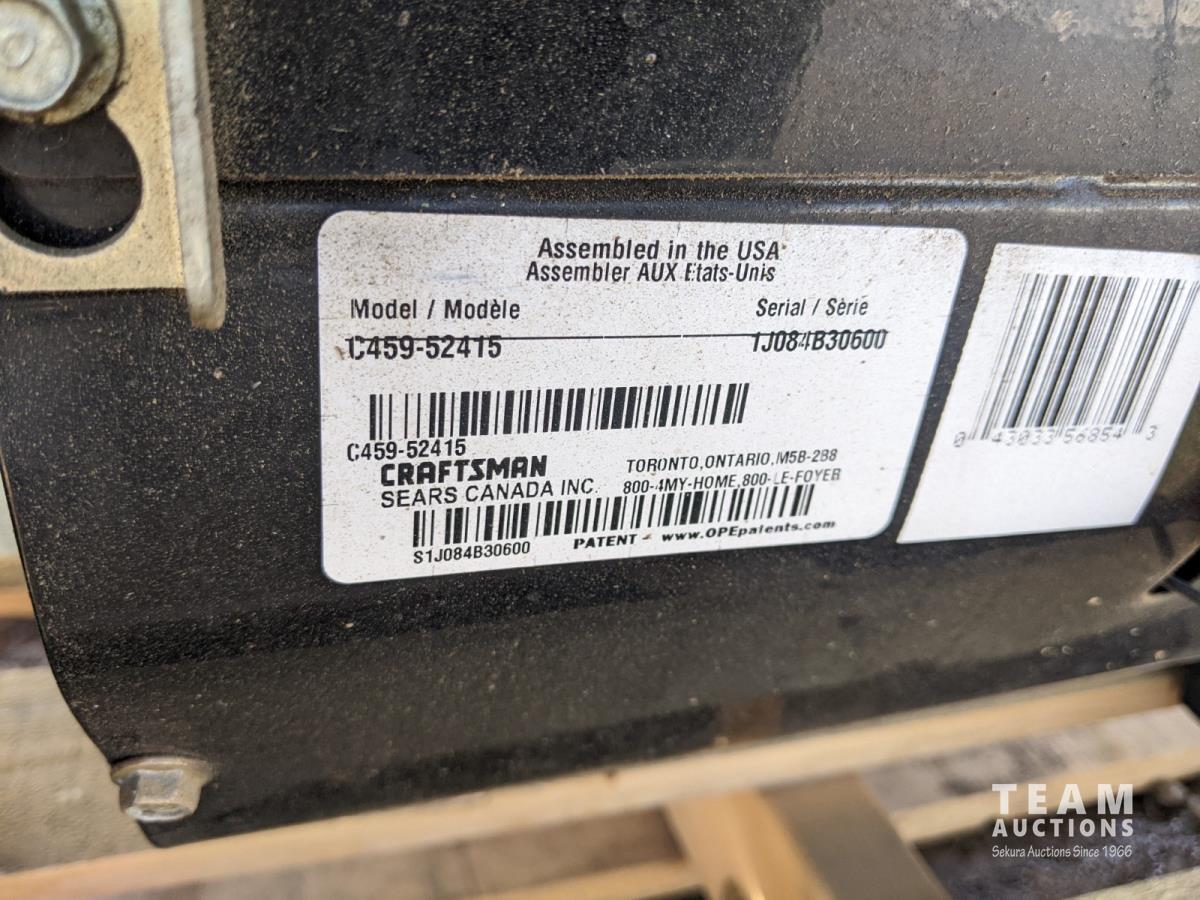 Assembled in the USA
Assembler AUX Etats-Unis
Model / Modèle Serial / Série
C459-52415 1J084B30600
C459-52415
CRAFTSMAN TORONTO,ONTARIO,M5B-2B8
SEARS CANADA INC. 800-4MY-HOME,800-LE-FOYER
S1J084B30600 PATENT - www.OPEpatents.com
0 43033 56854 3
TEAM
AUCTIONS
Sekura Auctions Since 1966